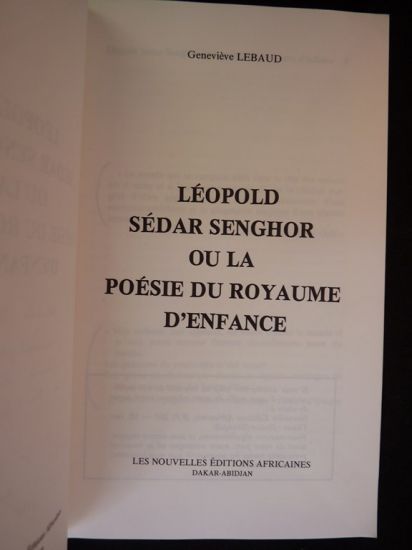 Geneviève LEBAUD
LÉOPOLD
SÉDAR SENGHOR
OU LA
POÉSIE DU ROYAUME
D'ENFANCE
LES NOUVELLES ÉDITIONS AFRICAINES
DAKAR-ABIDJAN